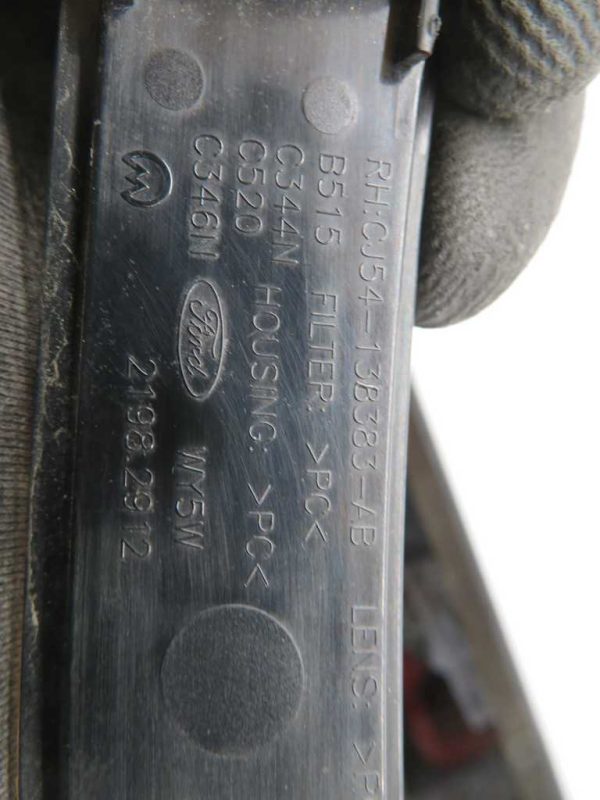 RH:CJ54-13B383-AB LENS: >P
B515 FILTER: >PC<
C344N
C520 HOUSING: >PC<
C346N Ford WY5W
2198.2912